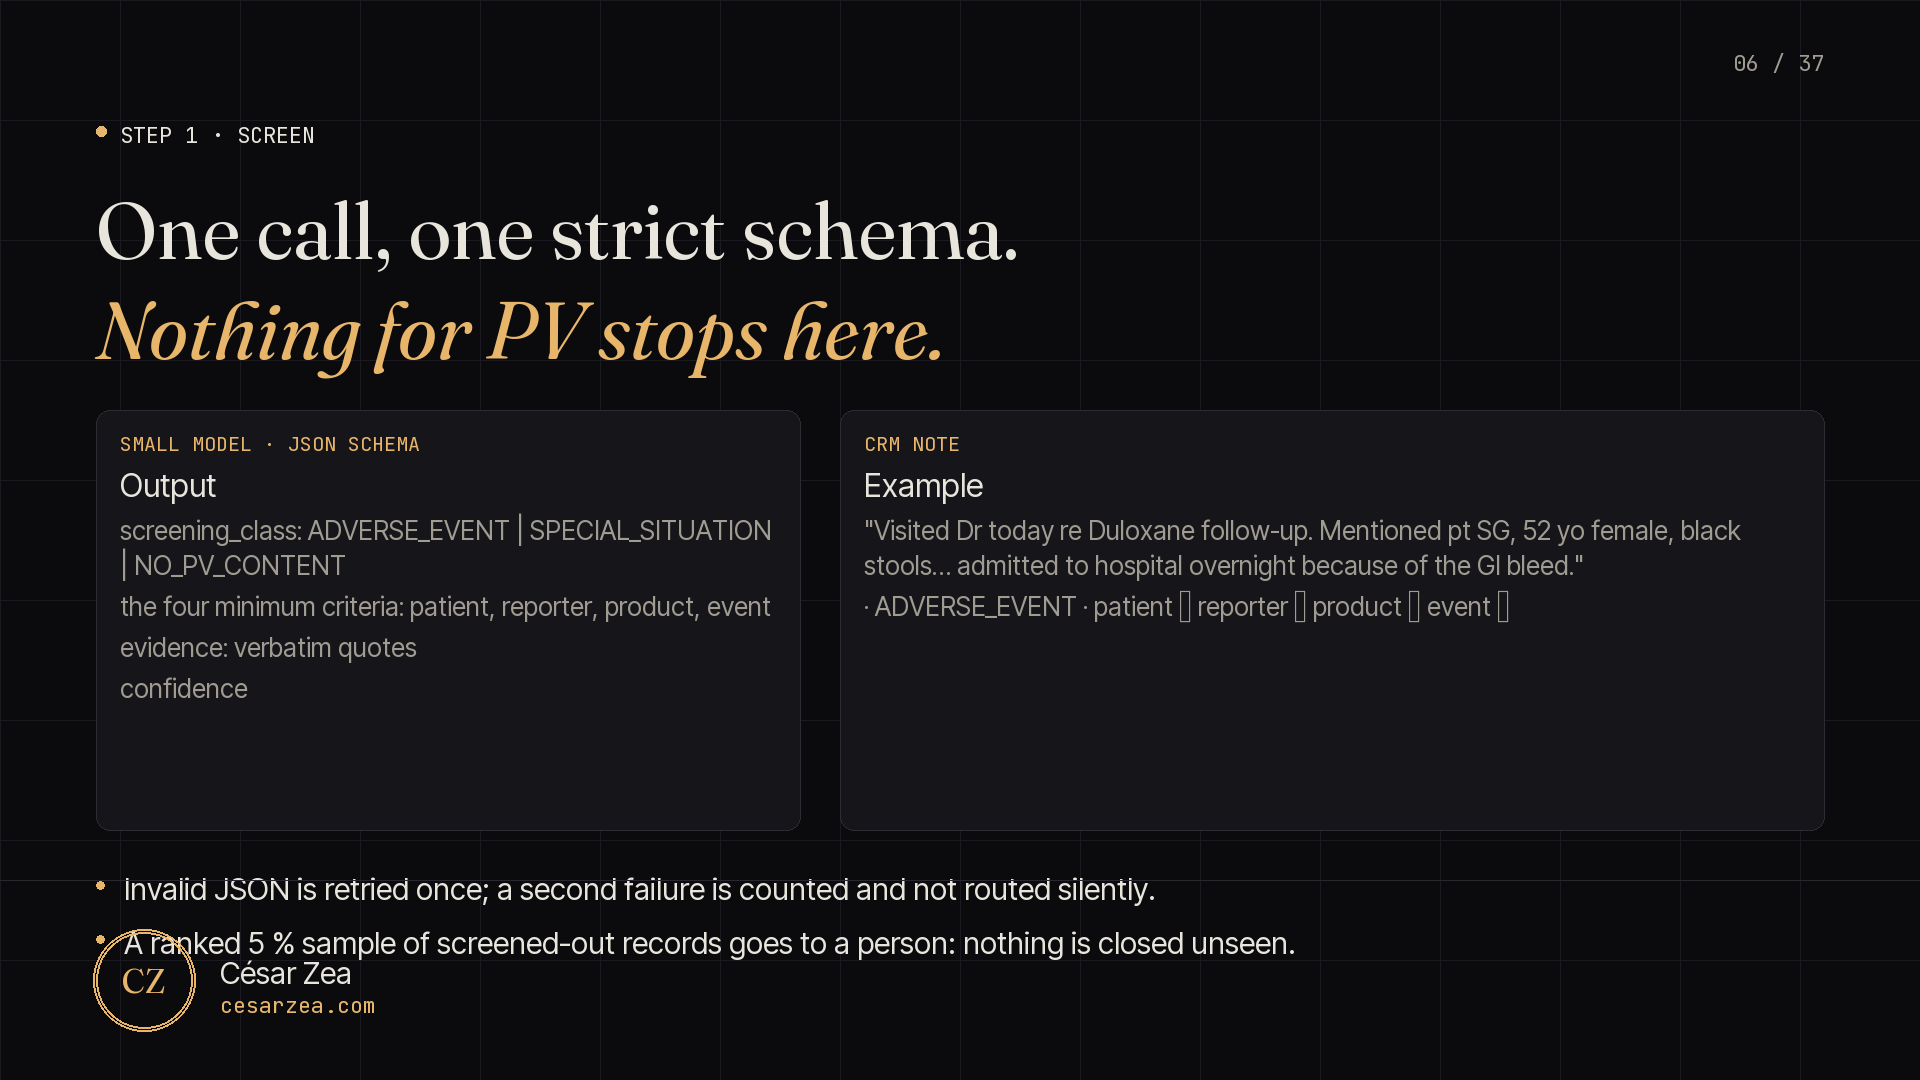 06 / 37
STEP 1 · SCREEN
One call, one strict schema.
Nothing for PV stops here.
SMALL MODEL · JSON SCHEMA
Output
screening_class: ADVERSE_EVENT | SPECIAL_SITUATION
| NO_PV_CONTENT
the four minimum criteria: patient, reporter, product, event
evidence: verbatim quotes
confidence
CRM NOTE
Example
"Visited Dr today re Duloxane follow-up. Mentioned pt SG, 52 yo female, black
stools... admitted to hospital overnight because of the GI bleed."
· ADVERSE_EVENT · patient ▯ reporter ▯ product ▯ event ▯
Invalid JSON is retried once; a second failure is counted and not routed silently.
A ranked 5 % sample of screened-out records goes to a person: nothing is closed unseen.
CZ
César Zea
cesarzea.com